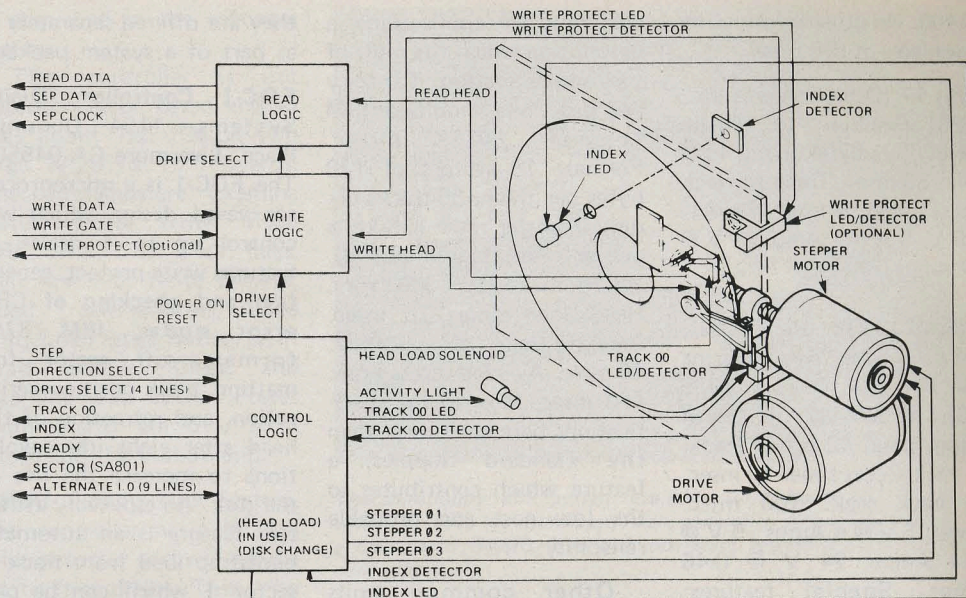 WRITE PROTECT LED
WRITE PROTECT DETECTOR
READ DATA
SEP DATA
SEP CLOCK
READ
LOGIC
READ HEAD
INDEX
DETECTOR
INDEX
LED
DRIVE SELECT
WRITE DATA
WRITE GATE
WRITE PROTECT(optional)
WRITE
LOGIC
WRITE HEAD
WRITE PROTECT
LED/DETECTOR
(OPTIONAL)
STEPPER
MOTOR
POWER ON
RESET
DRIVE
SELECT
STEP
DIRECTION SELECT
DRIVE SELECT (4 LINES)
TRACK 00
INDEX
READY
SECTOR (SA801)
ALTERNATE 1.0 (9 LINES)
CONTROL
LOGIC
HEAD LOAD SOLENOID
ACTIVITY LIGHT
TRACK 00 LED
TRACK 00 DETECTOR
TRACK 00
LED/DETECTOR
DRIVE
MOTOR
(HEAD LOAD)
(IN USE)
(DISK CHANGE)
STEPPER Ø1
STEPPER Ø2
STEPPER Ø3
INDEX DETECTOR
INDEX LED